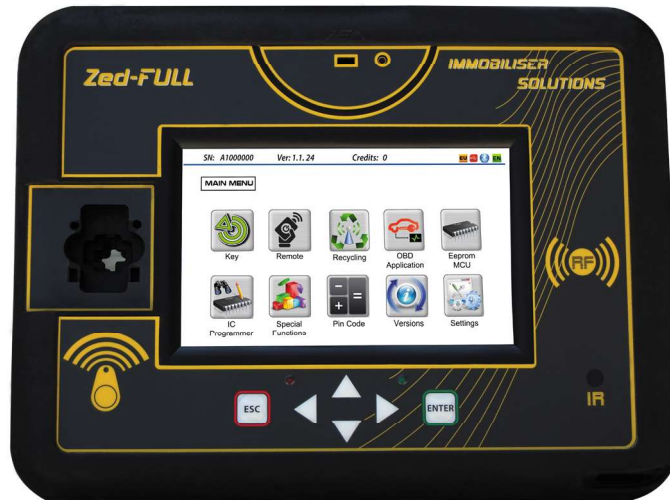 Zed-FULL
IMMOBILISER
SOLUTIONS
SN: A1000000 Ver: 1.1.24 Credits: 0 EU EN
MAIN MENU
Key Remote Recycling OBD Application Eeprom MCU
IC Programmer Special Functions Pin Code Versions Settings
RF
ESC
ENTER
IR